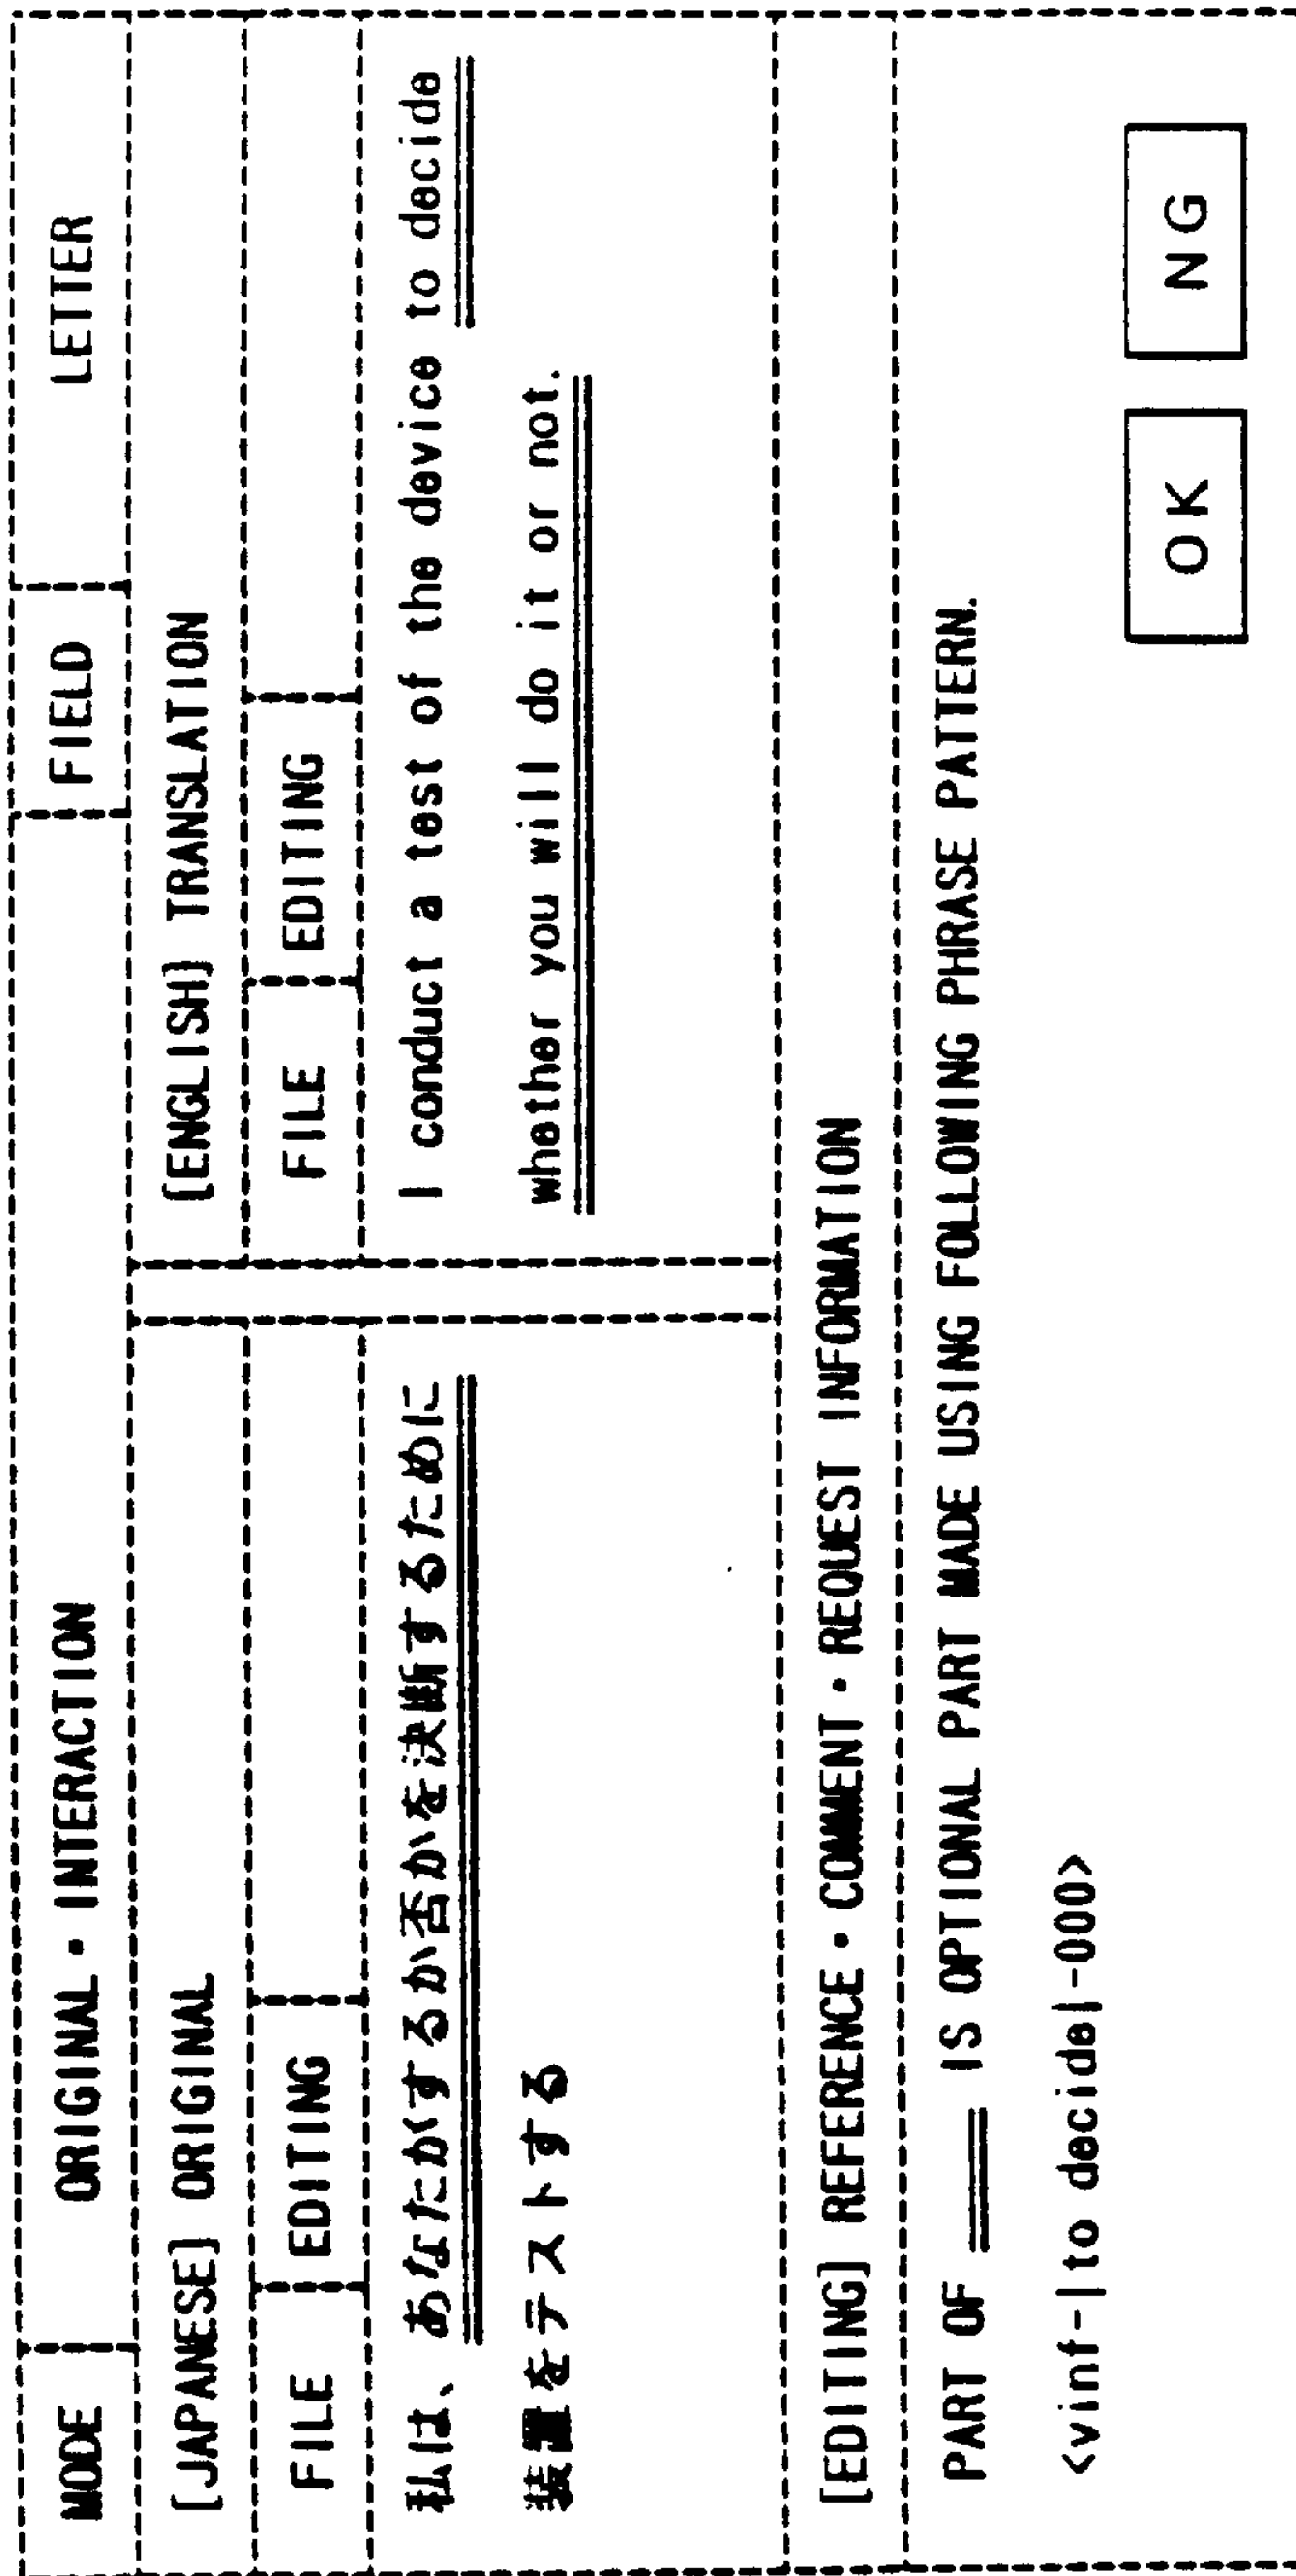 MODE ORIGINAL・INTERACTION FIELD LETTER
[JAPANESE] ORIGINAL
FILE EDITING
私は、あなたがするか否かを決断するために
装置をテストする
[ENGLISH] TRANSLATION
FILE EDITING
I conduct a test of the device to decide
whether you will do it or not.
[EDITING] REFERENCE・COMMENT・REQUEST INFORMATION
PART OF IS OPTIONAL PART MADE USING FOLLOWING PHRASE PATTERN.
<vinf-|to decide|-000>
OK NG